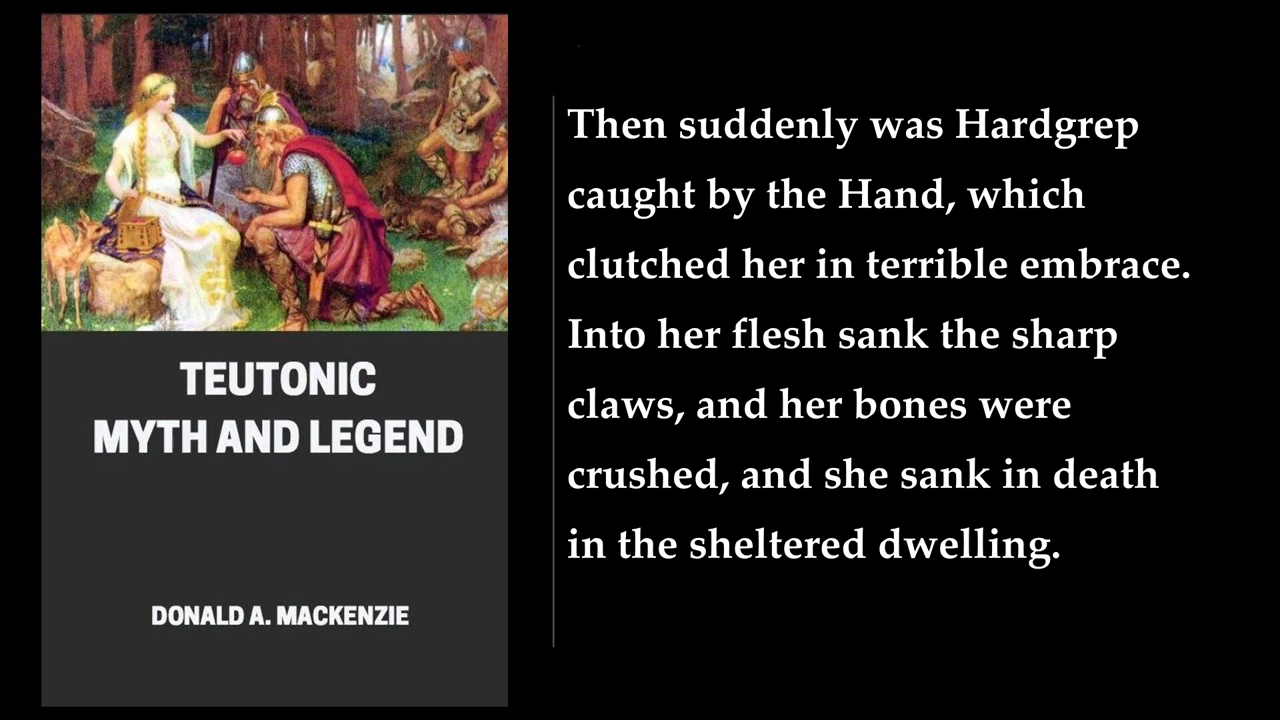 TEUTONIC
MYTH AND LEGEND
DONALD A. MACKENZIE
Then suddenly was Hardgrep
caught by the Hand, which
clutched her in terrible embrace.
Into her flesh sank the sharp
claws, and her bones were
crushed, and she sank in death
in the sheltered dwelling.